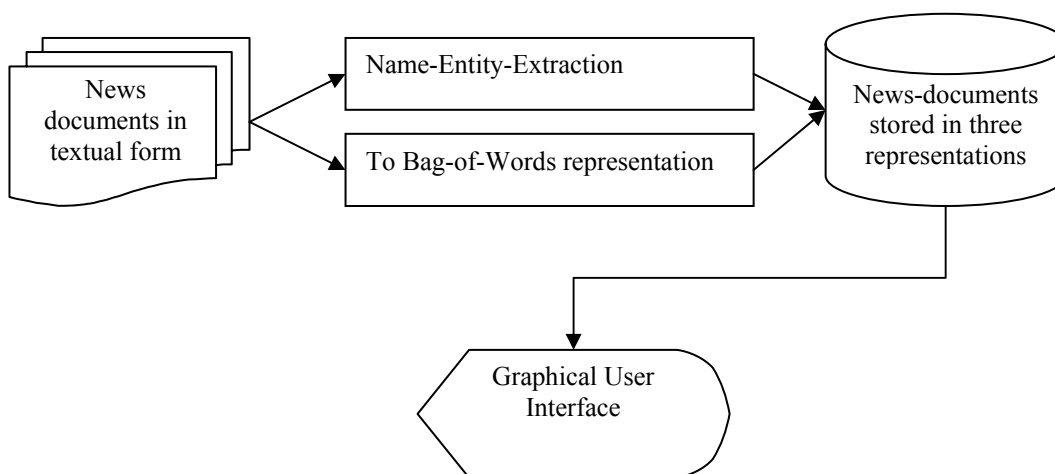 News
documents in
textual form
Name-Entity-Extraction
To Bag-of-Words representation
News-documents
stored in three
representations
Graphical User
Interface